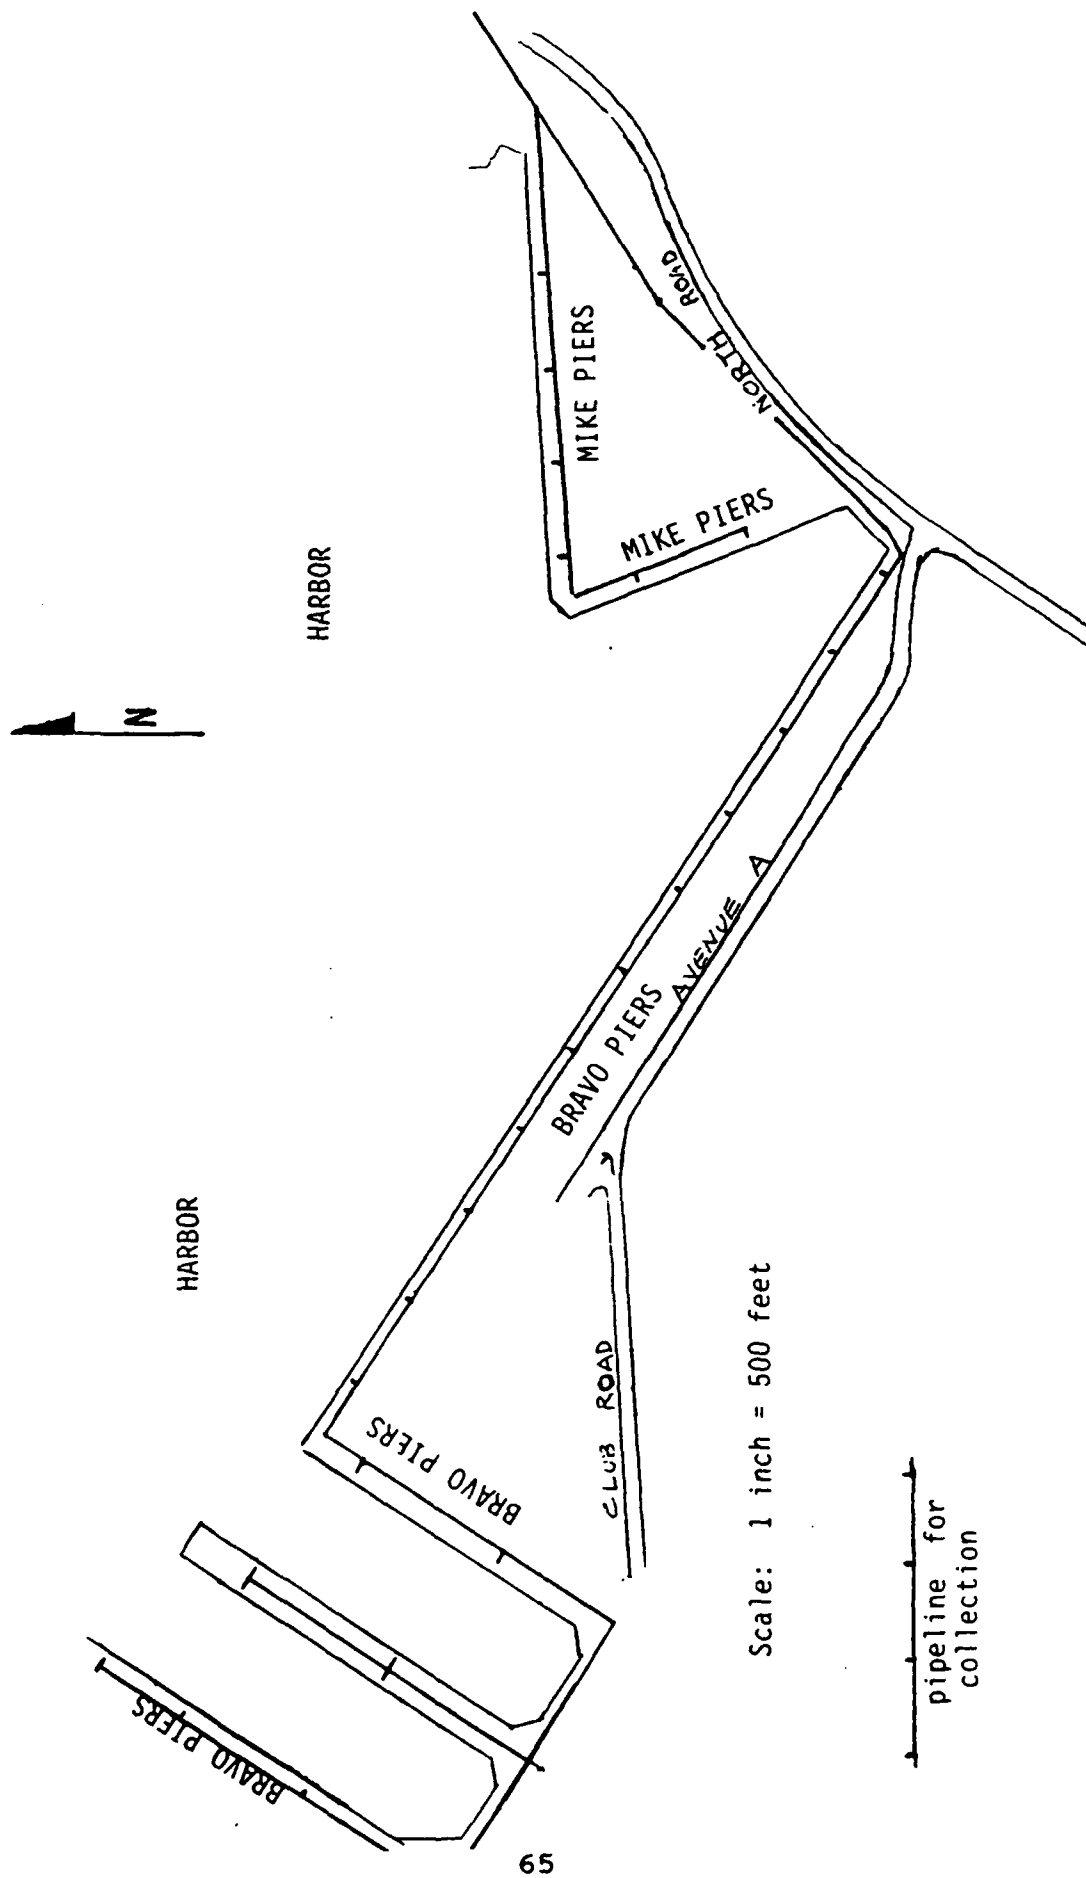 N
HARBOR
HARBOR
MIKE PIERS
MIKE PIERS
NORTH ROAD
BRAVO PIERS
AVENUE A
BRAVO PIERS
BRAVO PIERS
CLUB ROAD
Scale: 1 inch = 500 feet
pipeline for
collection
65